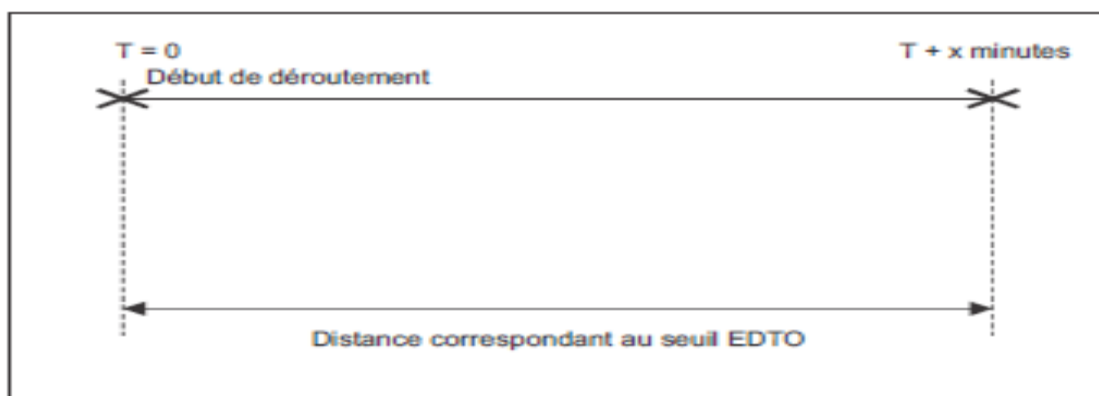 T = 0
T + x minutes
Début de déroutement
Distance correspondant au seuil EDTO